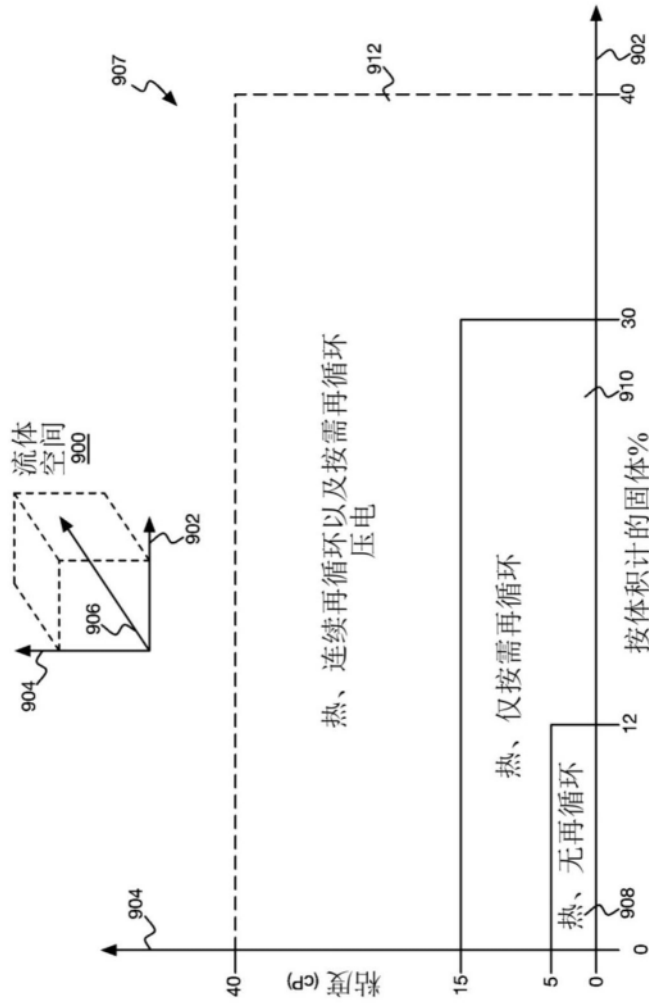 流体
空间
900
904
906
902
907
904
粘度 (cP)
40
15
5
0
912
热、连续再循环以及按需再循环
压电
热、仅按需再循环
热、无再循环
908
910
902
0
12
30
40
按体积计的固体%